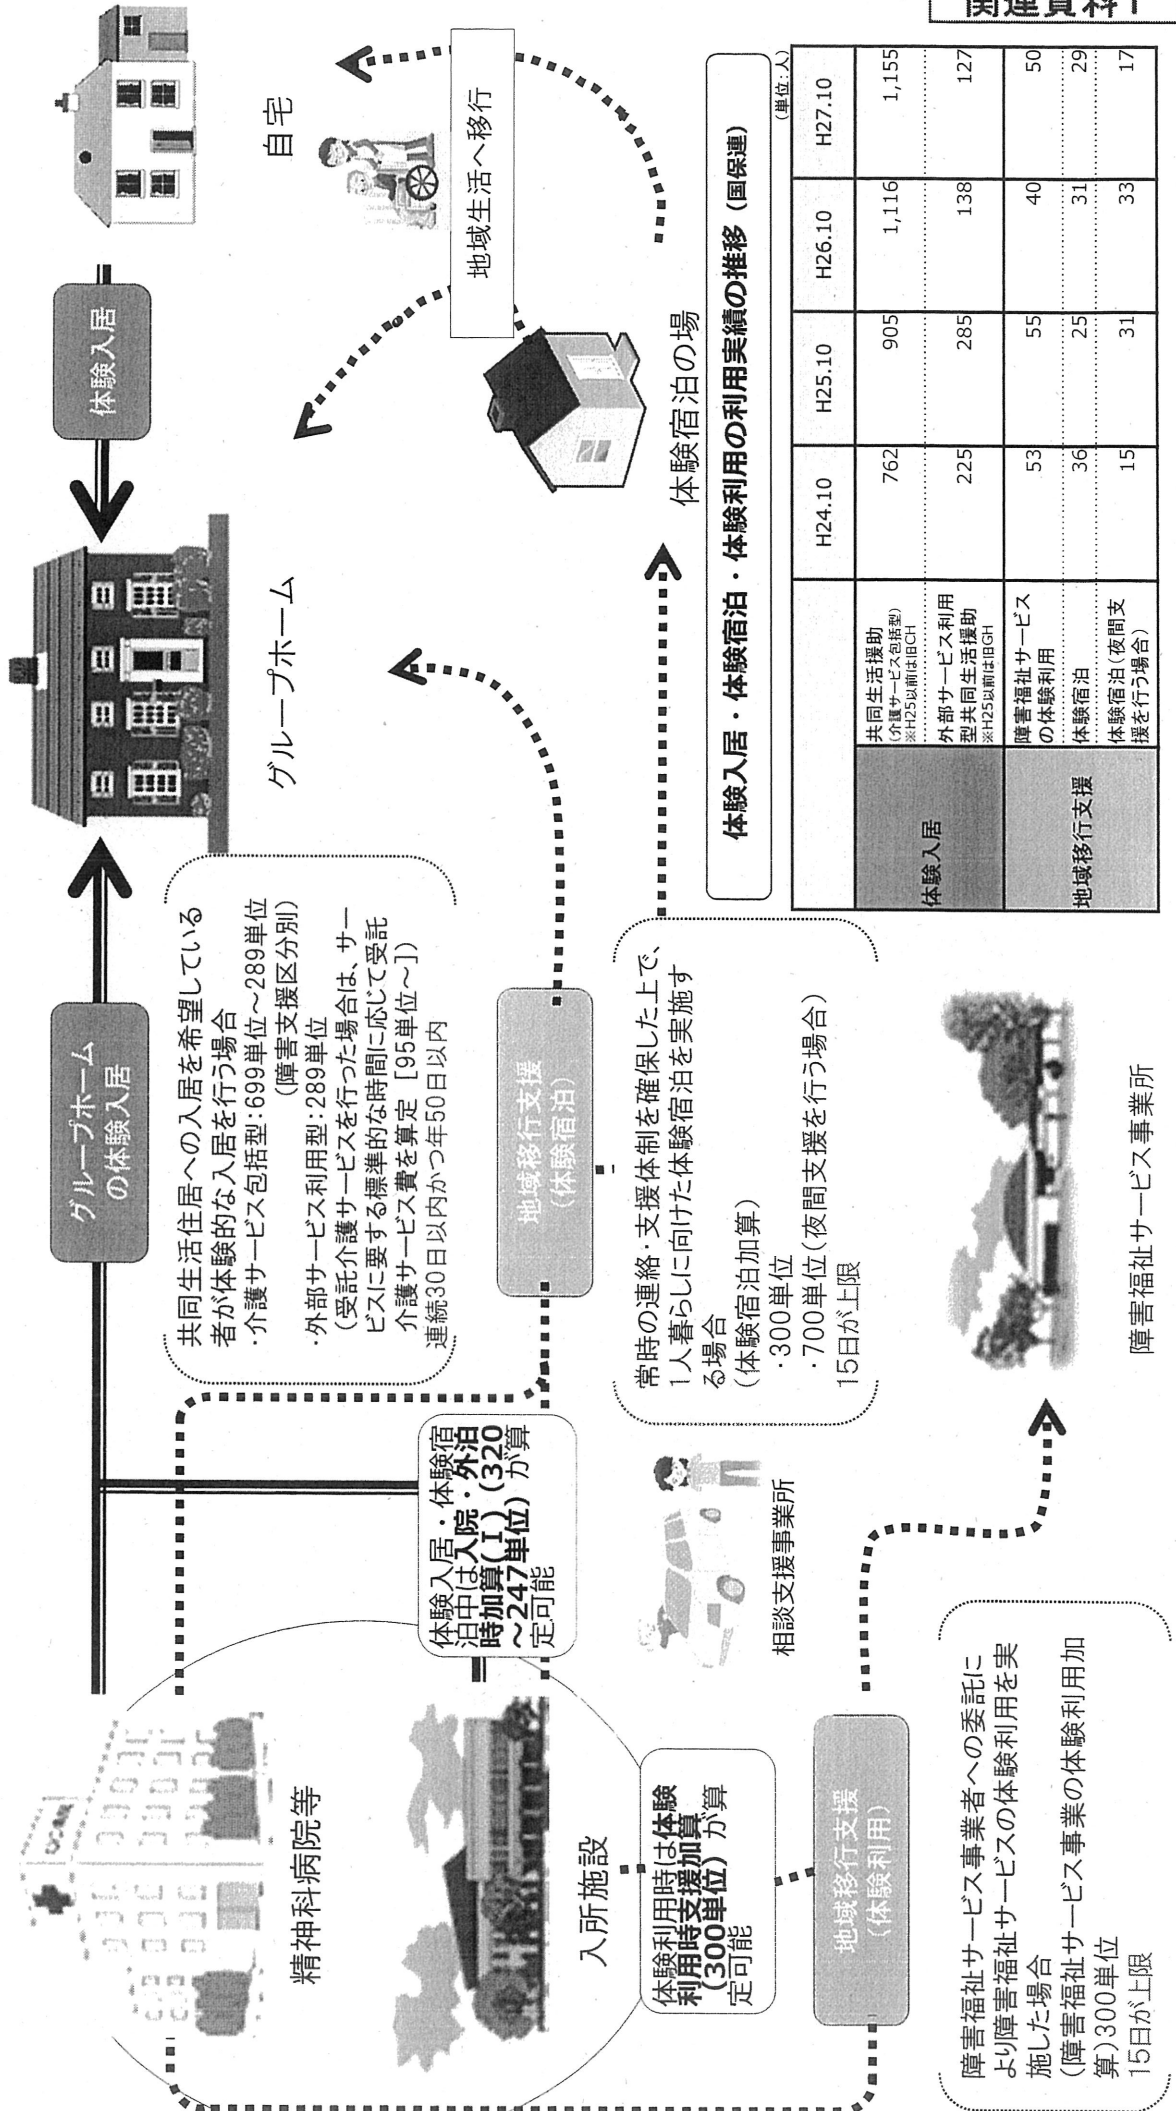 関連資料1
精神科病院等
入所施設
体験入居・体験宿
泊中は入院・外泊
時加算(Ⅰ)(320
～247単位)が算
定可能
体験利用時は体験
利用時支援加算
(300単位)が算
定可能
グループホーム
の体験入居
共同生活住居への入居を希望している
者が体験的な入居を行う場合
・介護サービス包括型:699単位～289単位
(障害支援区分別)
・外部サービス利用型:289単位
(受託介護サービスを行った場合は、サー
ビスに要する標準的な時間に応じて受託
介護サービス費を算定［95単位～］)
連続30日以内かつ年50日以内
グループホーム
体験入居
自宅
地域生活へ移行
体験宿泊の場
地域移行支援
(体験宿泊)
常時の連絡・支援体制を確保した上で、
1人暮らしに向けた体験宿泊を実施す
る場合
(体験宿泊加算)
・300単位
・700単位(夜間支援を行う場合)
15日が上限
相談支援事業所
地域移行支援
(体験利用)
障害福祉サービス事業者への委託に
より障害福祉サービスの体験利用を実
施した場合
(障害福祉サービス事業の体験利用加
算)300単位
15日が上限
障害福祉サービス事業所
体験入居・体験宿泊・体験利用の利用実績の推移(国保連)
(単位:人)
H24.10 H25.10 H26.10 H27.10
体験入居
共同生活援助
(介護サービス包括型)
※H25以前は旧CH
762 905 1,116 1,155
外部サービス利用
型共同生活援助
※H25以前は旧GH
225 285 138 127
地域移行支援
障害福祉サービス
の体験利用
53 55 40 50
体験宿泊 36 25 31 29
体験宿泊(夜間支
援を行う場合)
15 31 33 17